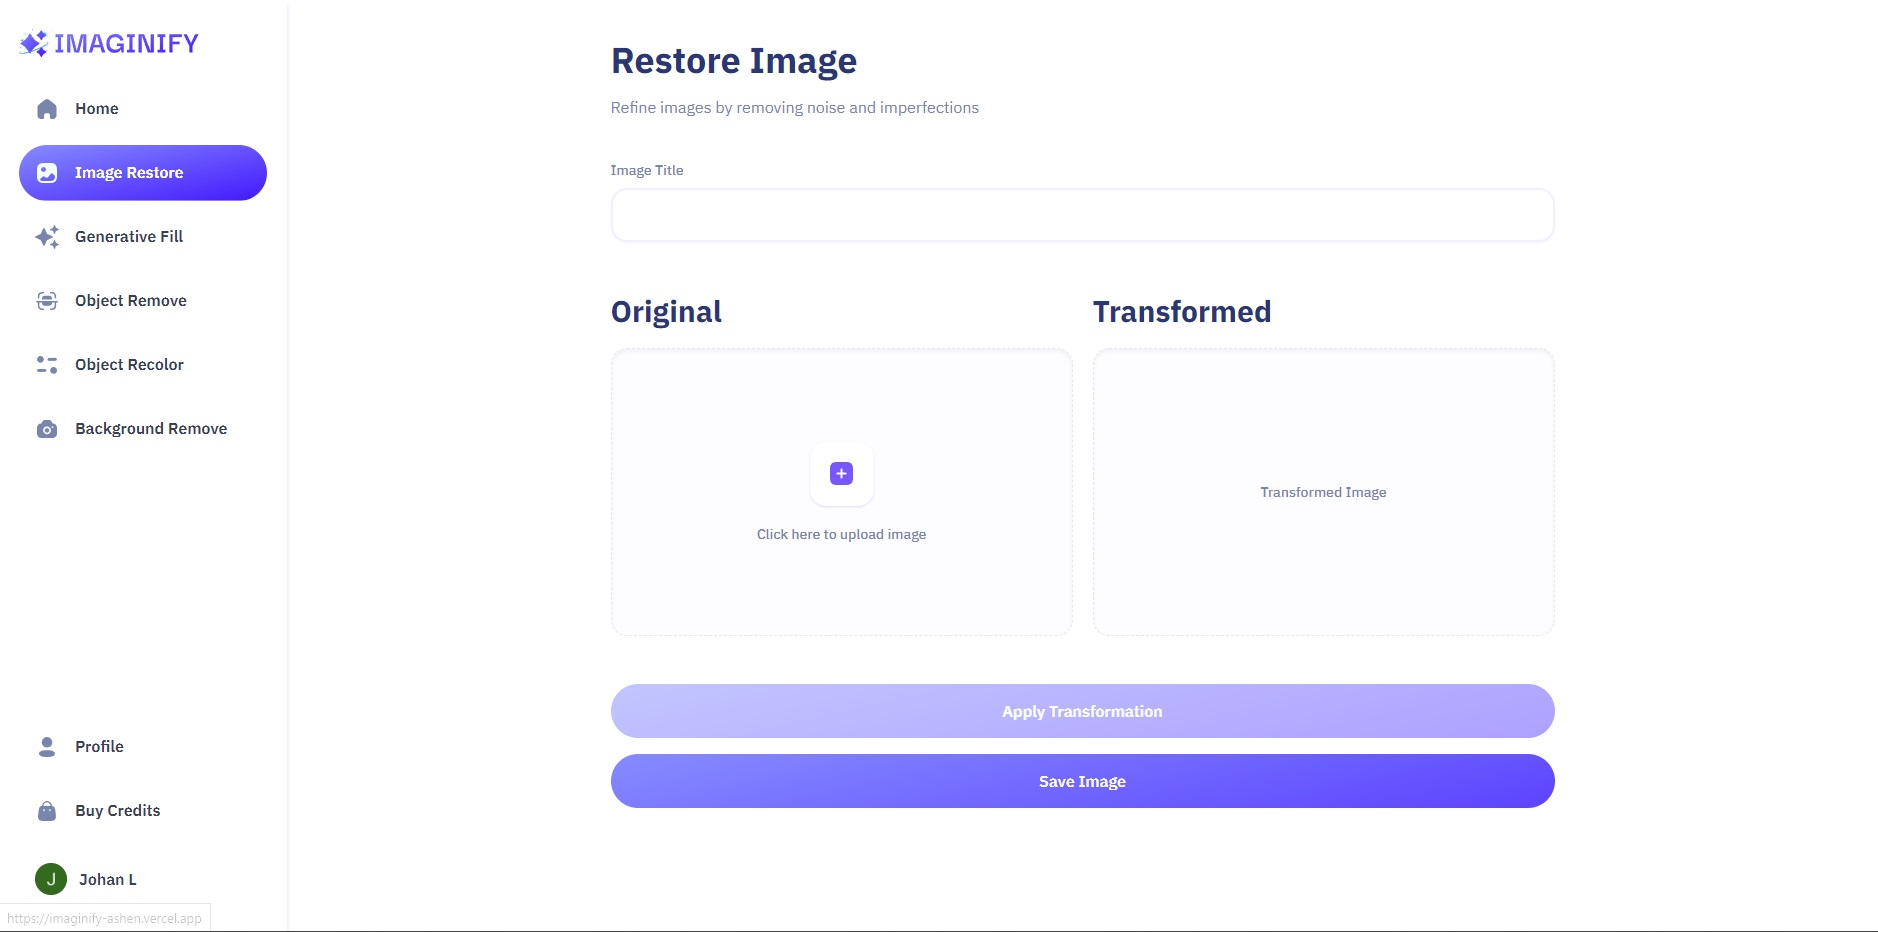 IMAGINIFY
Home
Image Restore
Generative Fill
Object Remove
Object Recolor
Background Remove
Profile
Buy Credits
J
Johan L
https://imaginify-ashen.vercel.app
Restore Image
Refine images by removing noise and imperfections
Image Title
Original
Click here to upload image
Transformed
Transformed Image
Apply Transformation
Save Image